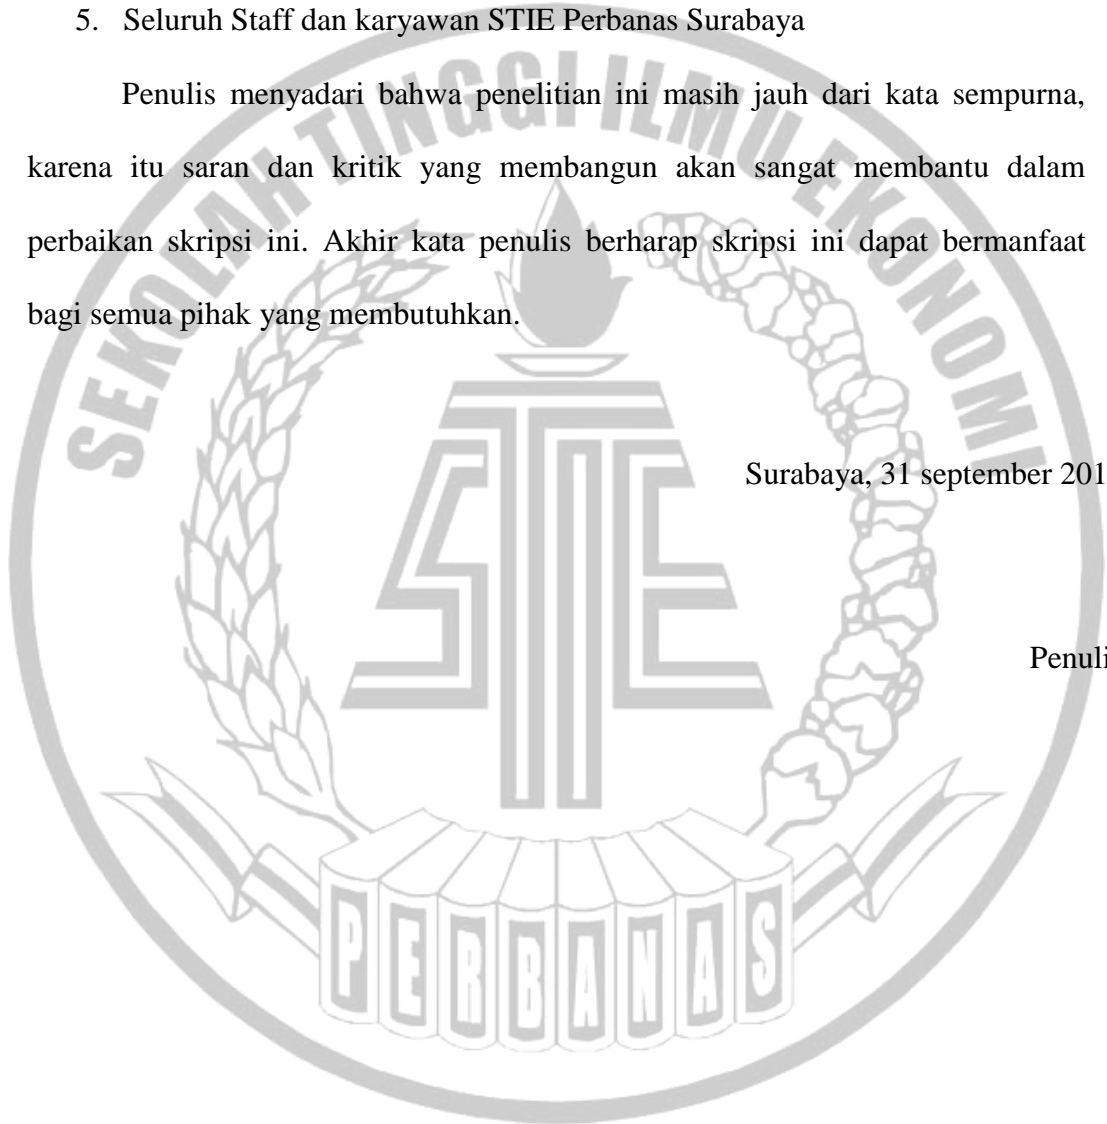 5. Seluruh Staff dan karyawan STIE Perbanas Surabaya
Penulis menyadari bahwa penelitian ini masih jauh dari kata sempurna,
karena itu saran dan kritik yang membangun akan sangat membantu dalam
perbaikan skripsi ini. Akhir kata penulis berharap skripsi ini dapat bermanfaat
bagi semua pihak yang membutuhkan.
Surabaya, 31 september 201
Penuli
SEKOLAH TINGGI ILMU EKONOMI
STIE
PERBANAS